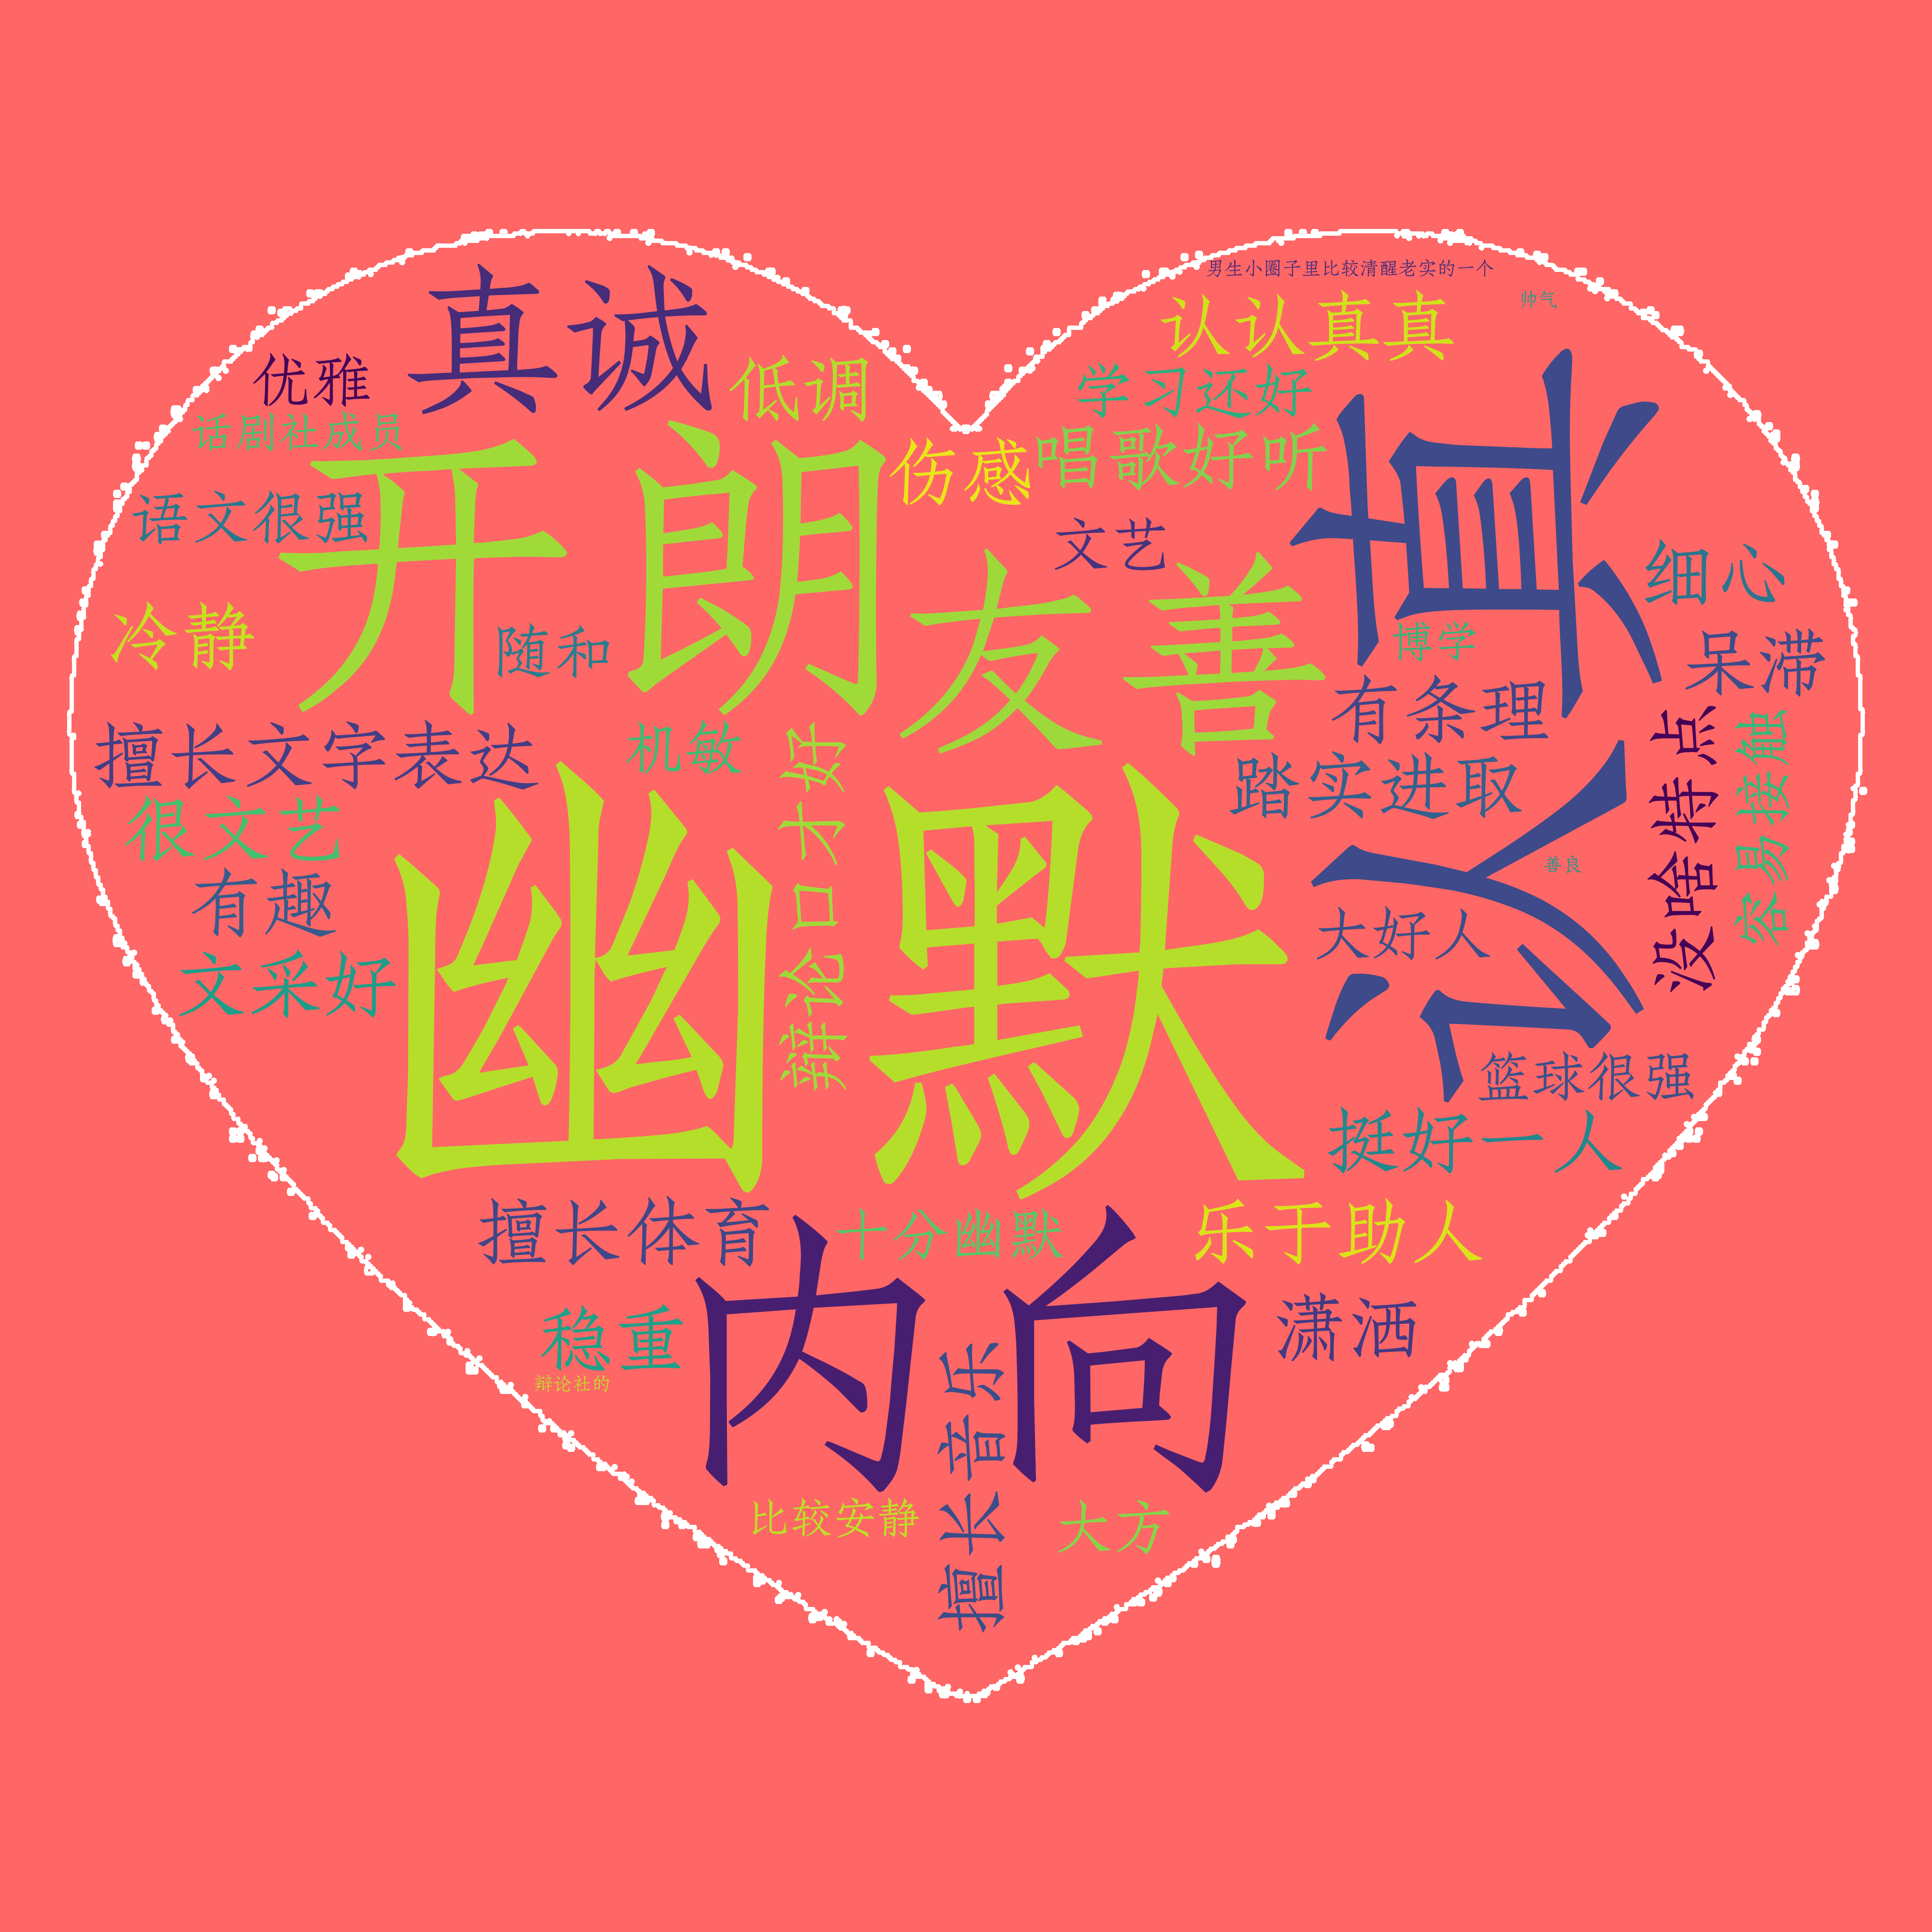 男生小圈子里比较清醒老实的一个
帅气
认认真真
真诚
优雅
低调
学习还好
话剧社成员
开朗
伤感
唱歌好听
认真
语文很强
文艺
友善
细心
冷静
随和
博学
呆滞
有条理
没啥特点
容易接触
擅长文字表达
机敏
辩论口才好
踏实进取
很文艺
幽默
善良
有趣
大好人
文采好
篮球很强
挺好一人
擅长体育
十分幽默
乐于助人
内向
稳重
潇洒
辩论社的
擅长音乐
比较安静
大方